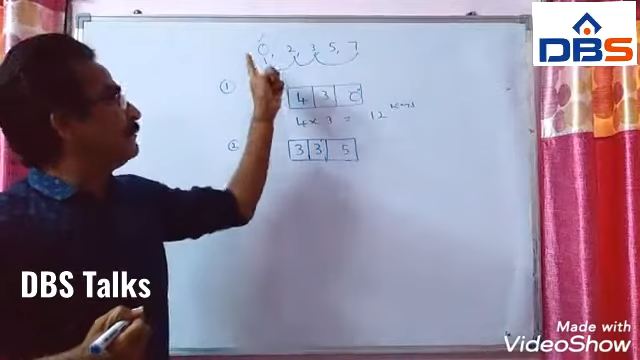 DBS
0, 2, 3, 5, 7
① 4 3 0
4 x 3 = 12
② 3 3 5
DBS Talks
Made with
VideoShow